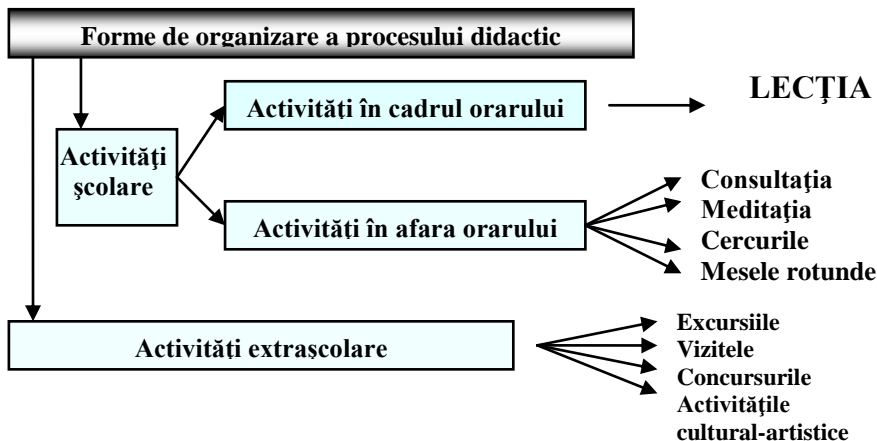 Forme de organizare a procesului didactic
Activităţi în cadrul orarului
LECŢIA
Activităţi
şcolare
Activităţi în afara orarului
Consultaţia
Meditaţia
Cercurile
Mesele rotunde
Activităţi extraşcolare
Excursiile
Vizitele
Concursurile
Activităţile
cultural-artistice